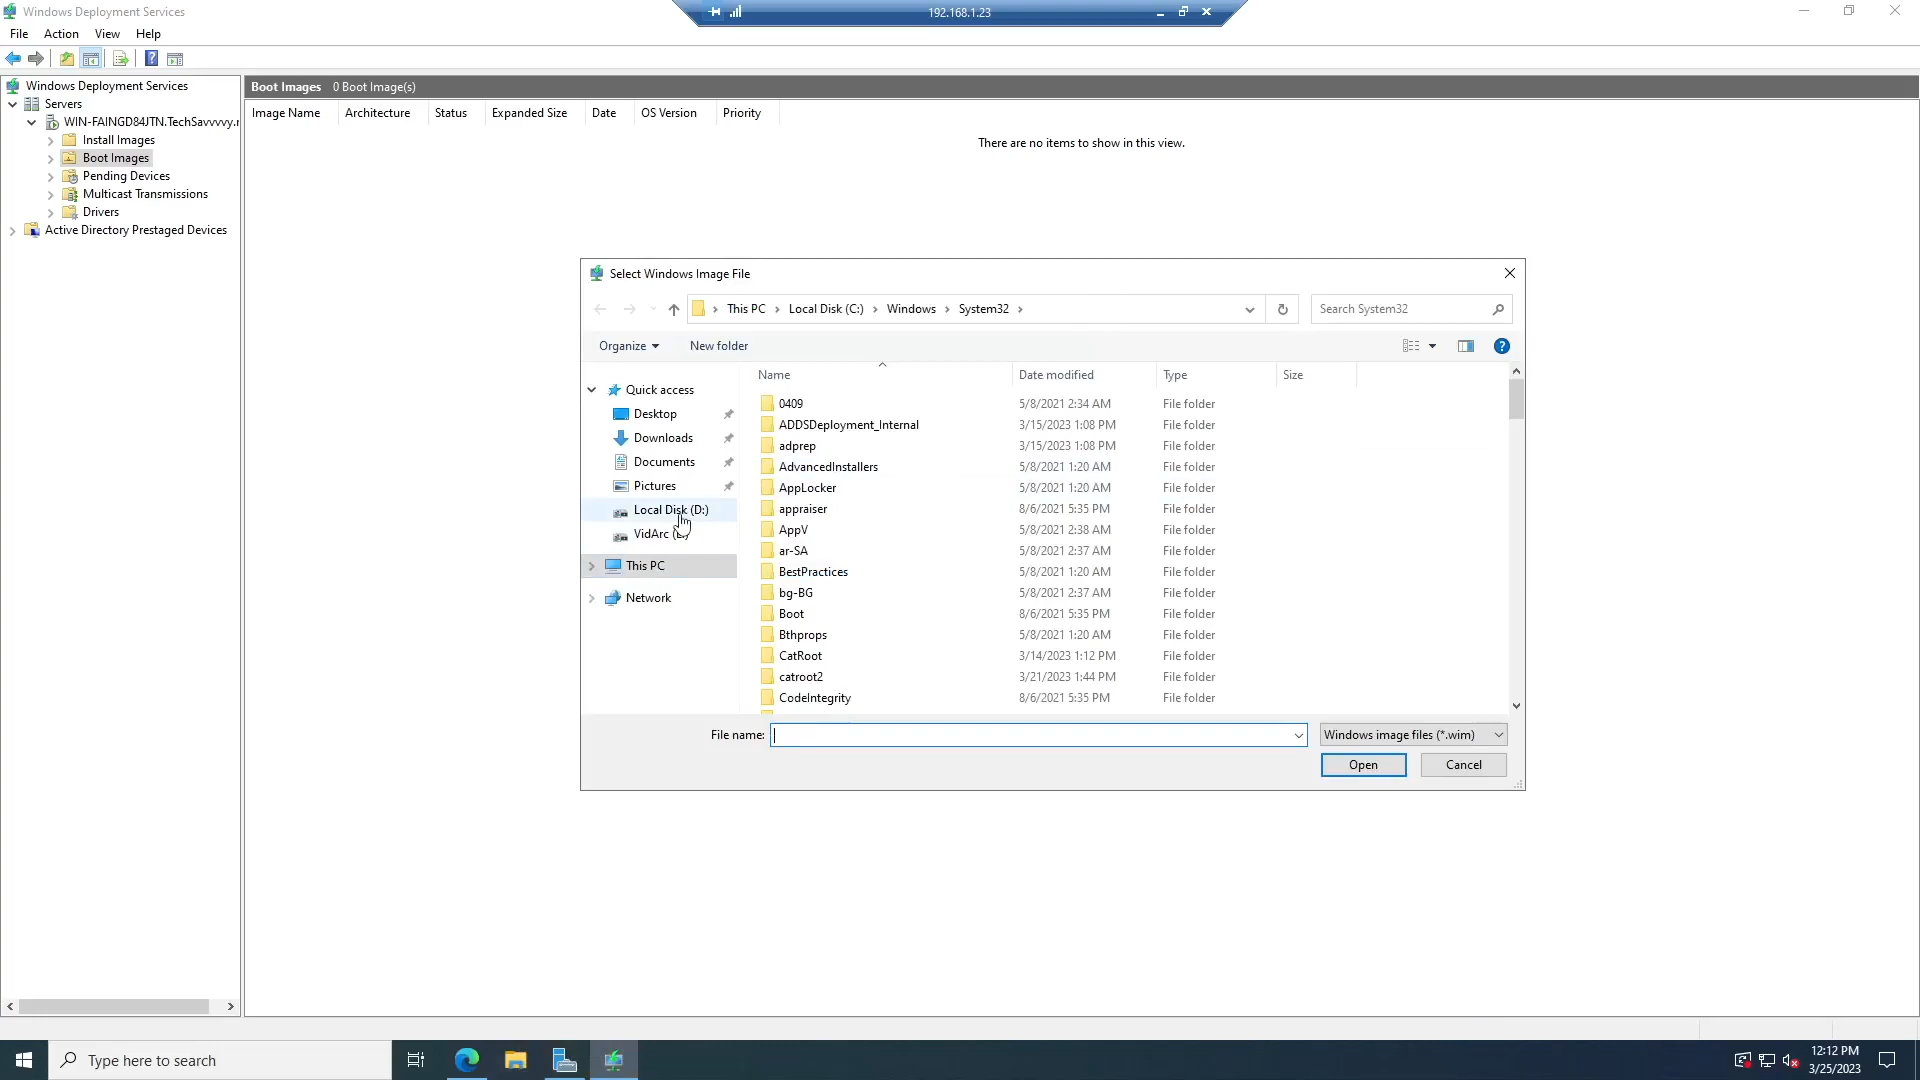 Windows Deployment Services
192.168.1.23
File Action View Help
Windows Deployment Services
Servers
WIN-FAINGD84JTN.TechSavvvvy.
Install Images
Boot Images
Pending Devices
Multicast Transmissions
Drivers
Active Directory Prestaged Devices
Boot Images 0 Boot Image(s)
Image Name Architecture Status Expanded Size Date OS Version Priority
There are no items to show in this view.
Select Windows Image File
This PC Local Disk (C:) Windows System32
Search System32
Organize New folder
Quick access
Desktop
Downloads
Documents
Pictures
Local Disk (D:)
VidArc
This PC
Network
Name Date modified Type Size
0409 5/8/2021 2:34 AM File folder
ADDSDeployment_Internal 3/15/2023 1:08 PM File folder
adprep 3/15/2023 1:08 PM File folder
AdvancedInstallers 5/8/2021 1:20 AM File folder
AppLocker 5/8/2021 1:20 AM File folder
appraiser 8/6/2021 5:35 PM File folder
AppV 5/8/2021 2:38 AM File folder
ar-SA 5/8/2021 2:37 AM File folder
BestPractices 5/8/2021 1:20 AM File folder
bg-BG 5/8/2021 2:37 AM File folder
Boot 8/6/2021 5:35 PM File folder
Bthprops 5/8/2021 1:20 AM File folder
CatRoot 3/14/2023 1:12 PM File folder
catroot2 3/21/2023 1:44 PM File folder
CodeIntegrity 8/6/2021 5:35 PM File folder
File name:
Windows image files (*.wim)
Open Cancel
Type here to search
12:12 PM
3/25/2023